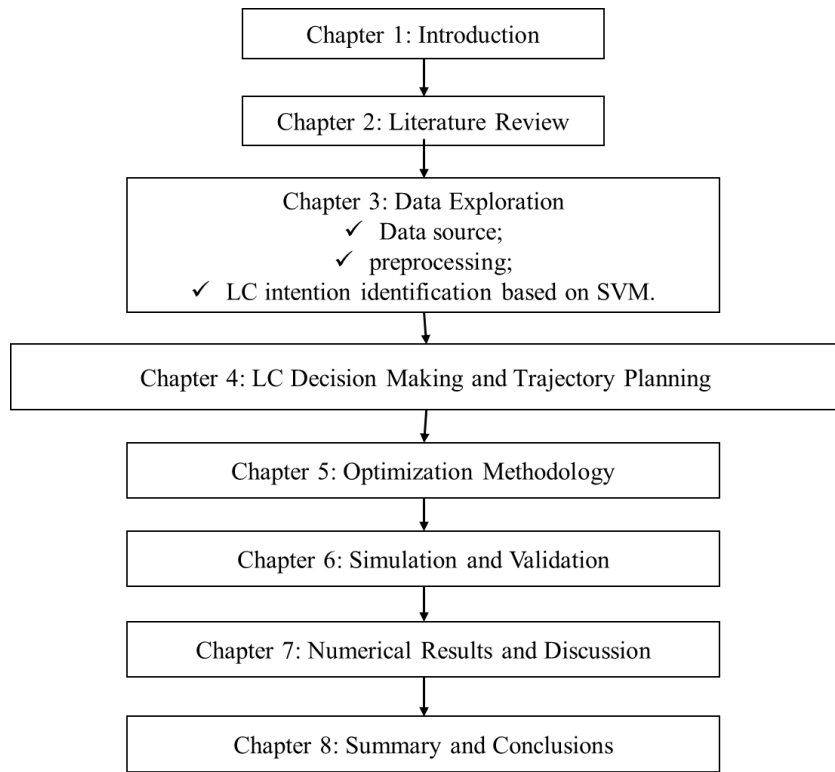 Chapter 1: Introduction
Chapter 2: Literature Review
Chapter 3: Data Exploration
✓ Data source;
✓ preprocessing;
✓ LC intention identification based on SVM.
Chapter 4: LC Decision Making and Trajectory Planning
Chapter 5: Optimization Methodology
Chapter 6: Simulation and Validation
Chapter 7: Numerical Results and Discussion
Chapter 8: Summary and Conclusions